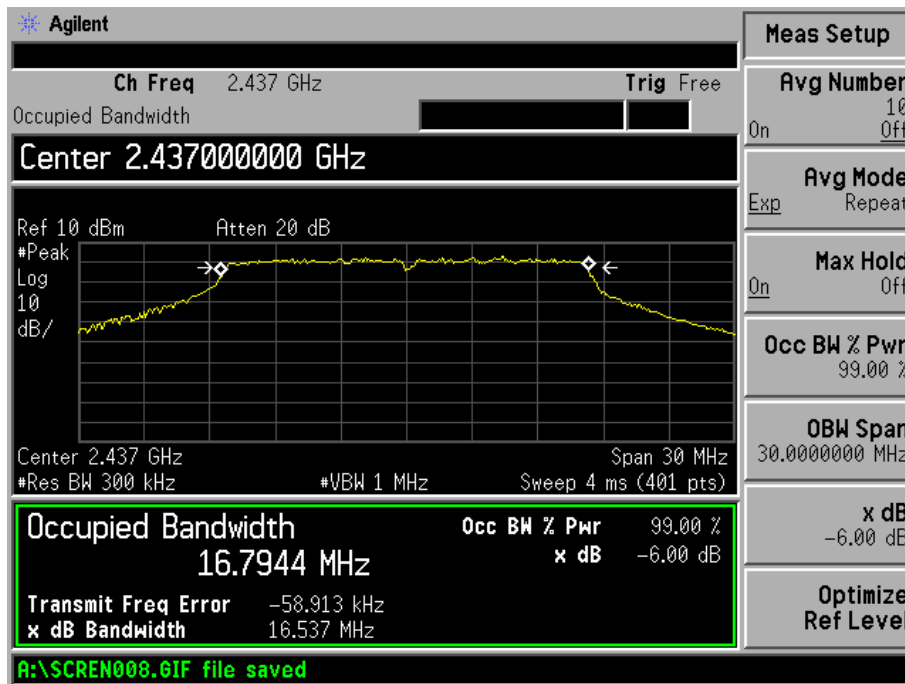 Agilent
Ch Freq 2.437 GHz Trig Free
Occupied Bandwidth
Center 2.437000000 GHz
Ref 10 dBm Atten 20 dB
#Peak
Log
10
dB/
Center 2.437 GHz Span 30 MHz
#Res BW 300 kHz #VBW 1 MHz Sweep 4 ms (401 pts)
Occupied Bandwidth
16.7944 MHz
Occ BW % Pwr 99.00 %
x dB -6.00 dB
Transmit Freq Error -58.913 kHz
x dB Bandwidth 16.537 MHz
A:\SCREN008.GIF file saved
Meas Setup
Avg Number
10
On Off
Avg Mode
Exp Repeat
Max Hold
On Off
Occ BW % Pwr
99.00 %
OBW Span
30.0000000 MHz
x dB
-6.00 dB
Optimize
Ref Level